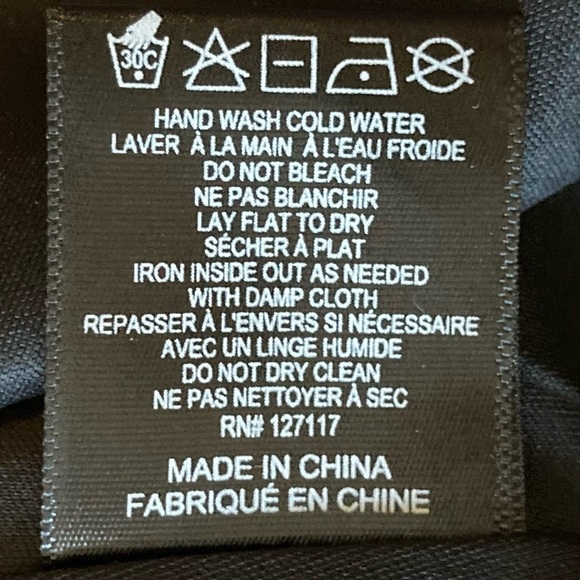 30C
HAND WASH COLD WATER
LAVER À LA MAIN À L'EAU FROIDE
DO NOT BLEACH
NE PAS BLANCHIR
LAY FLAT TO DRY
SÉCHER À PLAT
IRON INSIDE OUT AS NEEDED
WITH DAMP CLOTH
REPASSER À L'ENVERS SI NÉCESSAIRE
AVEC UN LINGE HUMIDE
DO NOT DRY CLEAN
NE PAS NETTOYER À SEC
RN# 127117
MADE IN CHINA
FABRIQUÉ EN CHINE